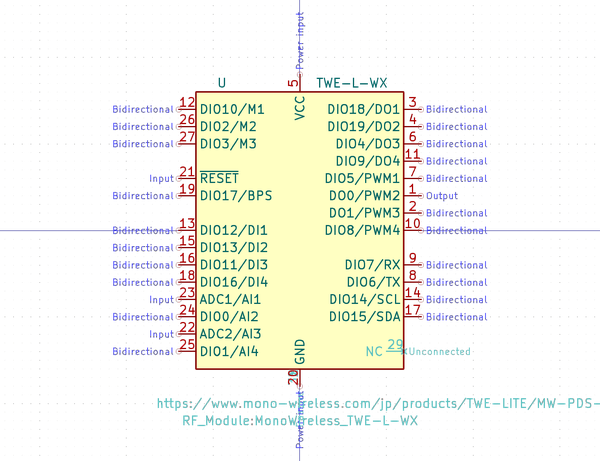 Power input
5
U TWE-L-WX
VCC
Bidirectional 12 DIO10/M1 DIO18/DO1 3 Bidirectional
Bidirectional 26 DIO2/M2 DIO19/DO2 4 Bidirectional
Bidirectional 27 DIO3/M3 DIO4/DO3 6 Bidirectional
DIO9/DO4 11 Bidirectional
Input 21 RESET DIO5/PWM1 7 Bidirectional
Bidirectional 19 DIO17/BPS DO0/PWM2 1 Output
DO1/PWM3 2 Bidirectional
Bidirectional 13 DIO12/DI1 DIO8/PWM4 10 Bidirectional
Bidirectional 15 DIO13/DI2
Bidirectional 16 DIO11/DI3 DIO7/RX 9 Bidirectional
Bidirectional 18 DIO16/DI4 DIO6/TX 8 Bidirectional
Input 23 ADC1/AI1 DIO14/SCL 14 Bidirectional
Bidirectional 24 DIO0/AI2 DIO15/SDA 17 Bidirectional
Input 22 ADC2/AI3
Bidirectional 25 DIO1/AI4 NC 29 Unconnected
GND
https://www.mono-wireless.com/jp/products/TWE-LITE/MW-PDS-
RF_Module:MonoWireless_TWE-L-WX
Power input